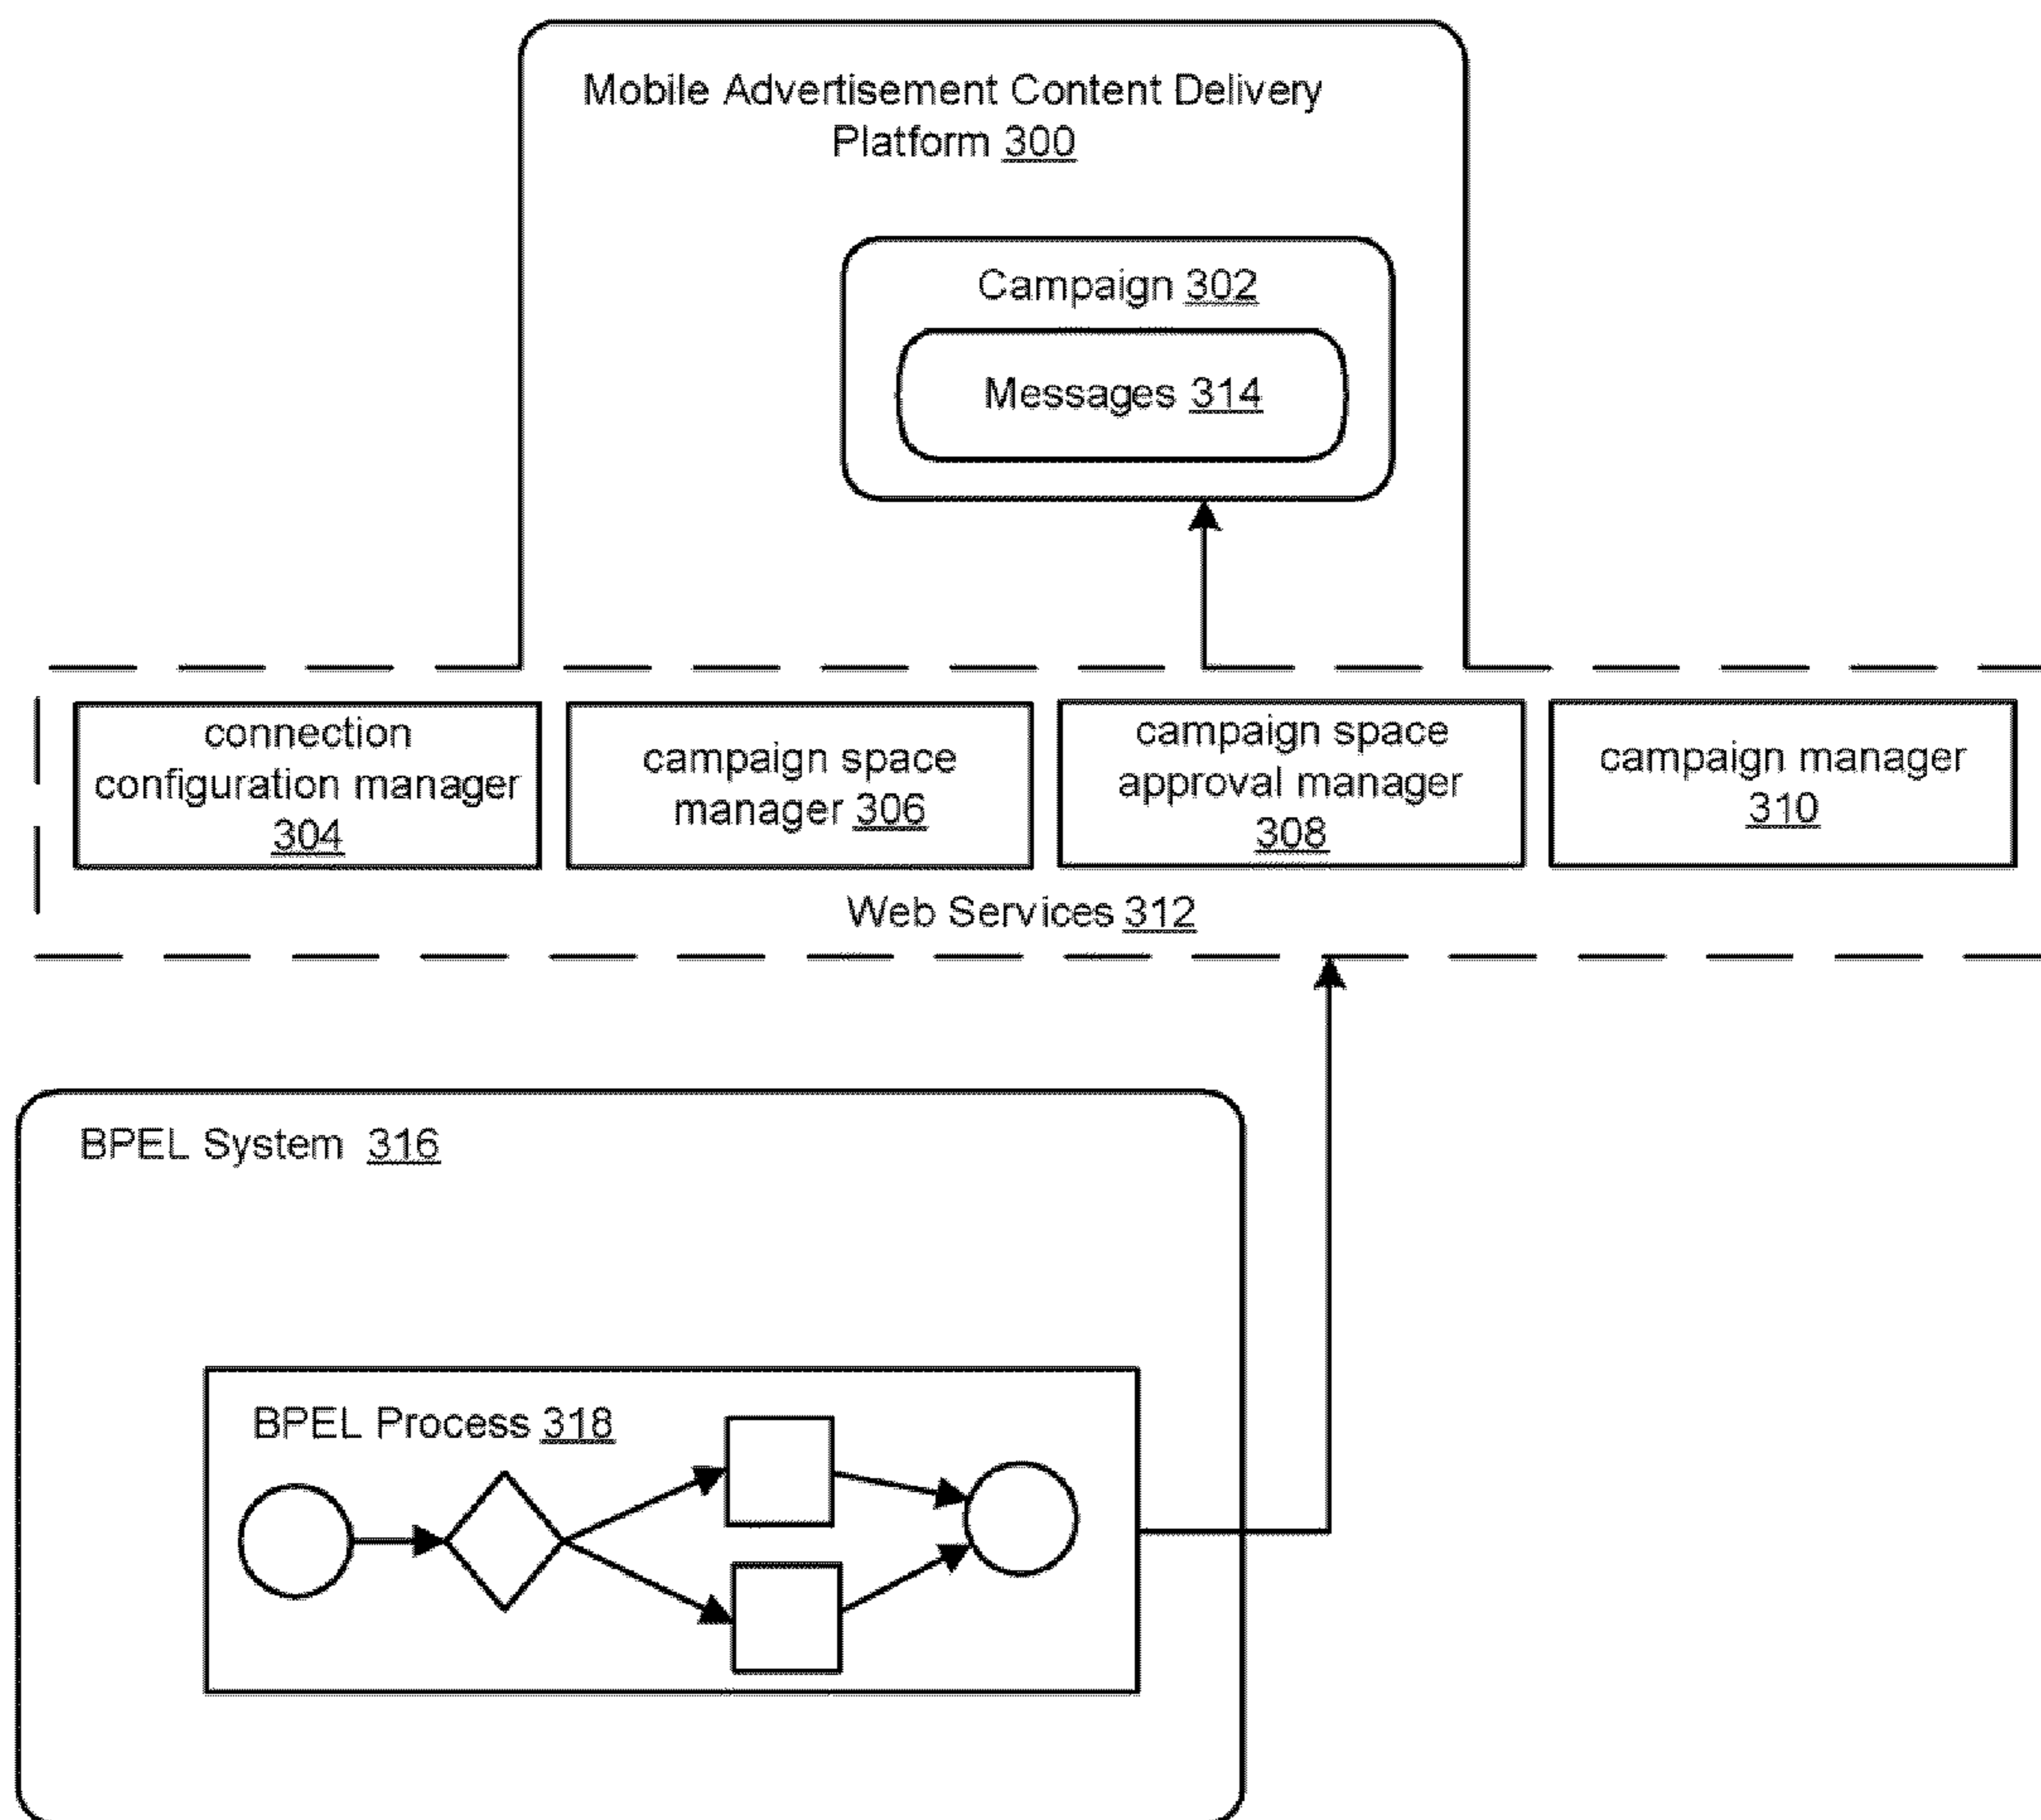 Mobile Advertisement Content Delivery
Platform 300
Campaign 302
Messages 314
connection
configuration manager
304
campaign space
manager 306
campaign space
approval manager
308
campaign manager
310
Web Services 312
BPEL System 316
BPEL Process 318